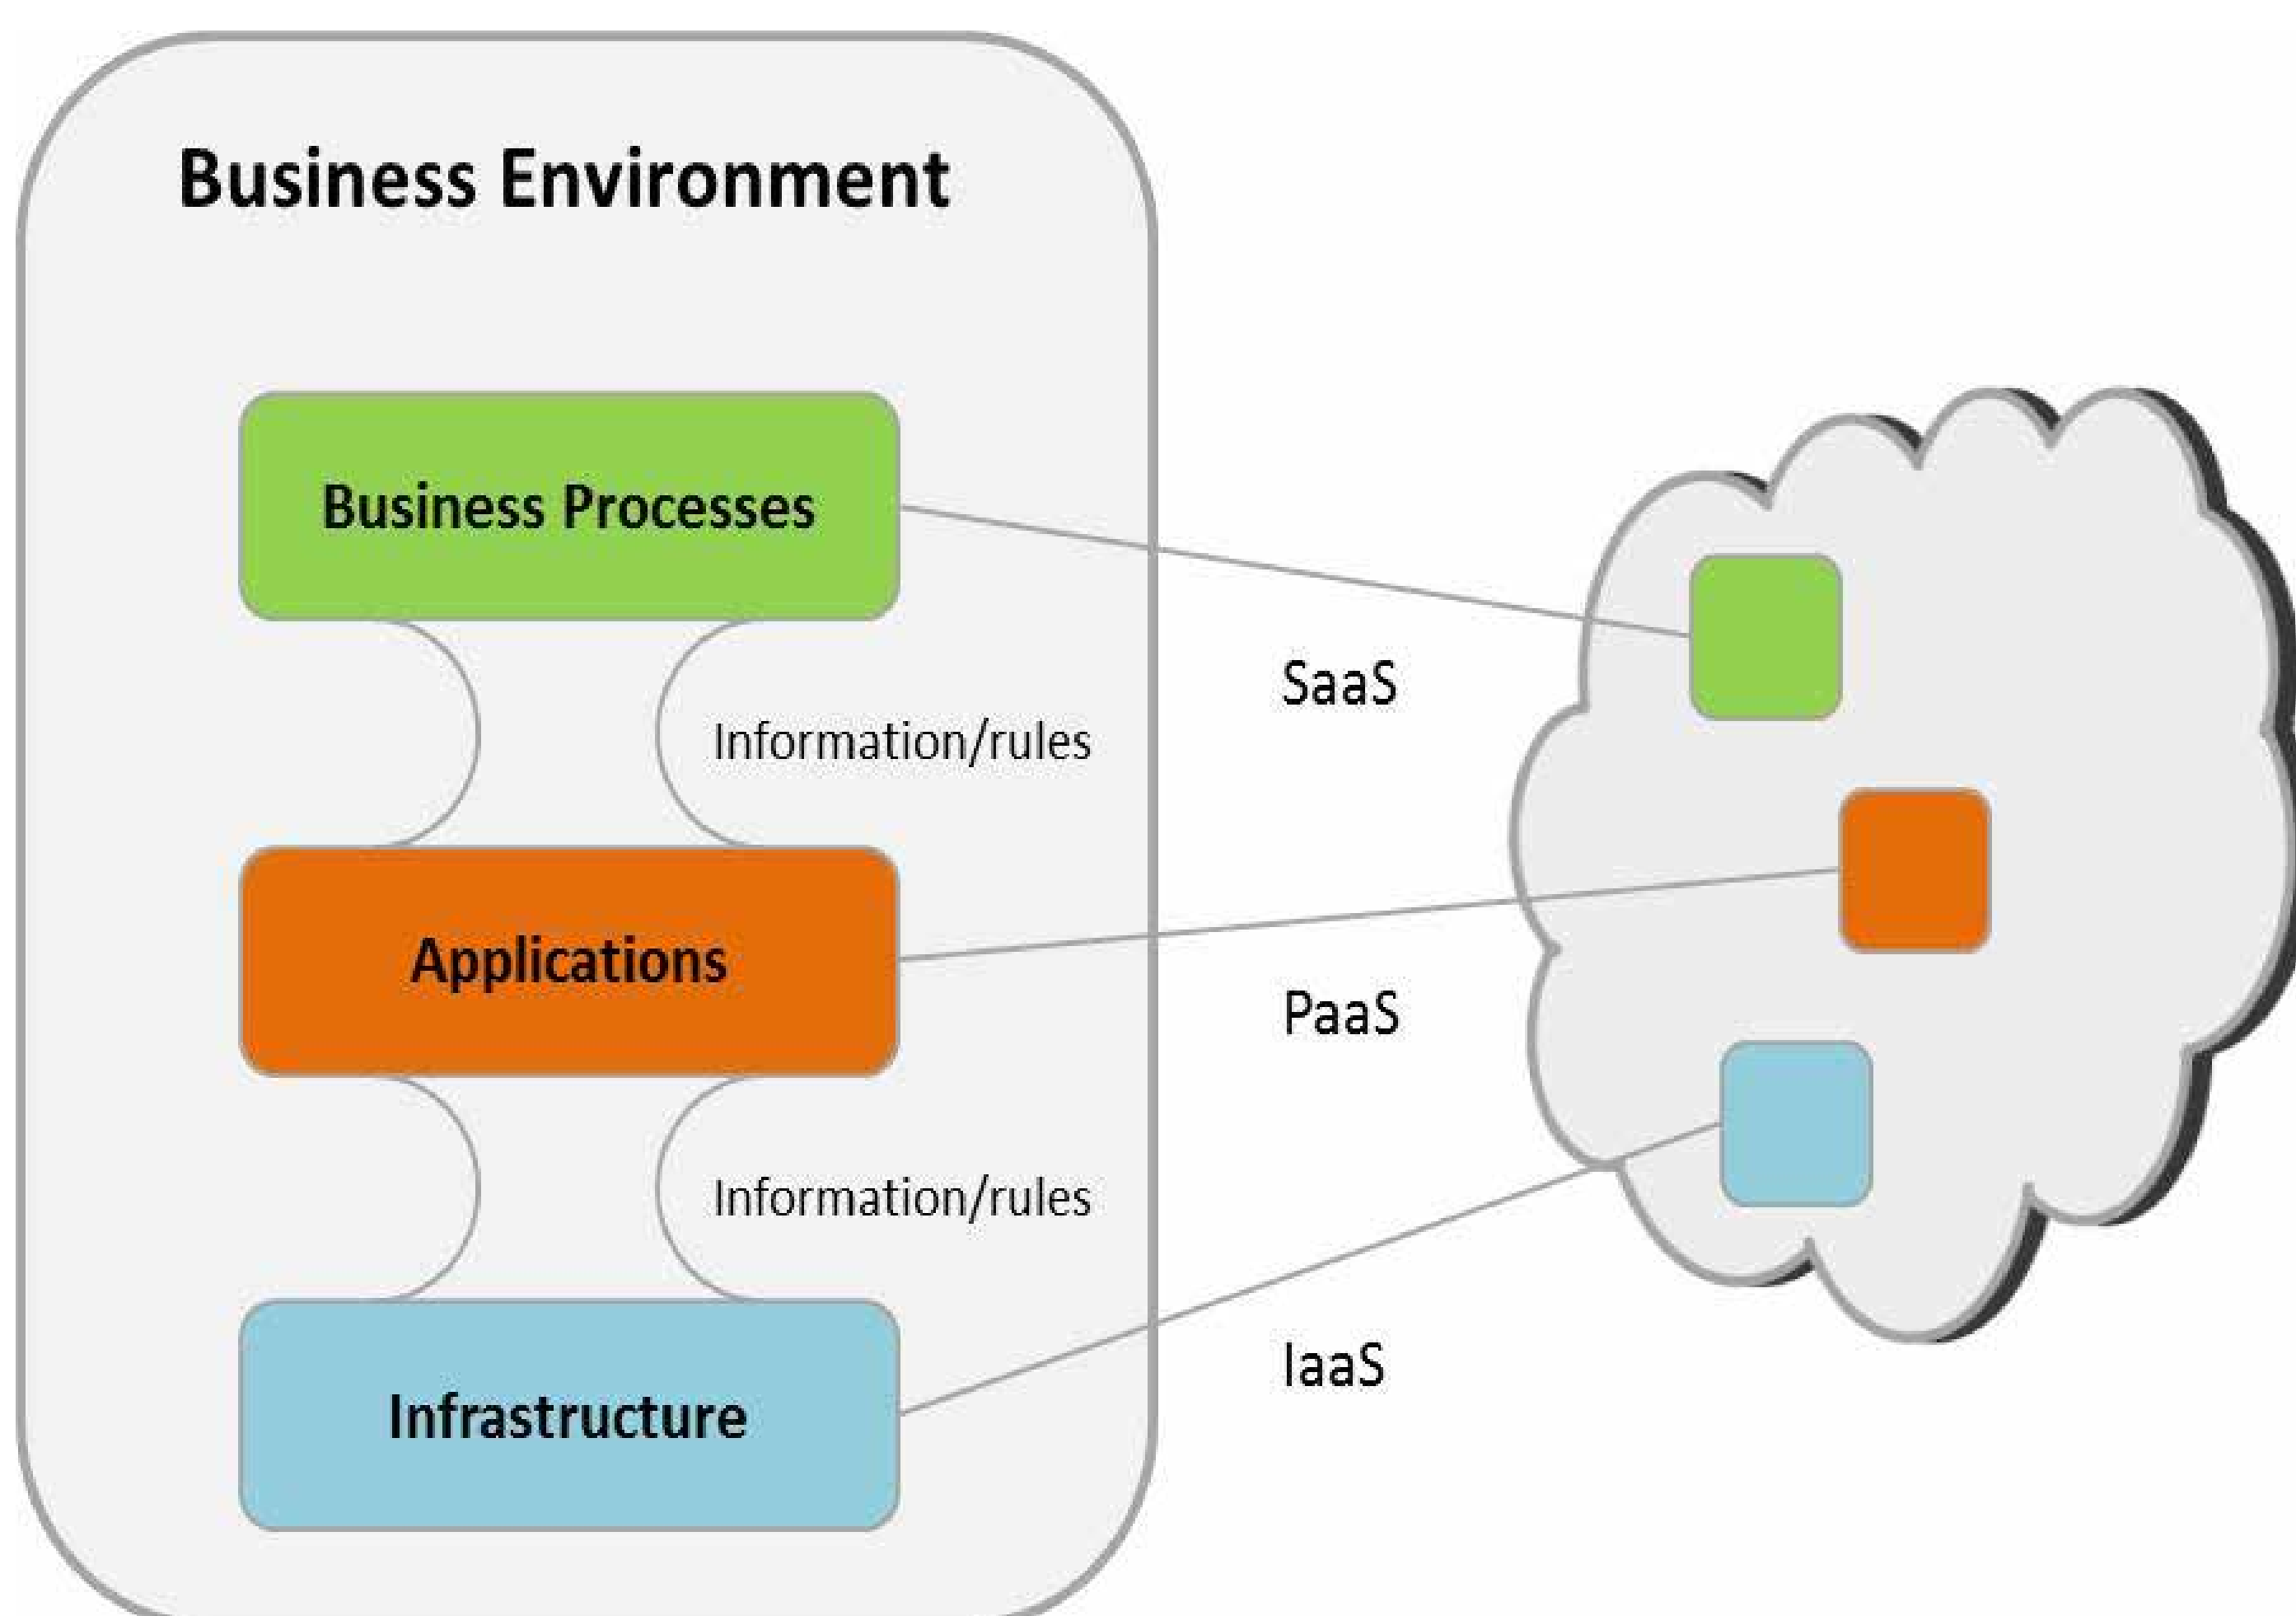 Business Environment
Business Processes
SaaS
Information/rules
Applications
PaaS
Information/rules
IaaS
Infrastructure